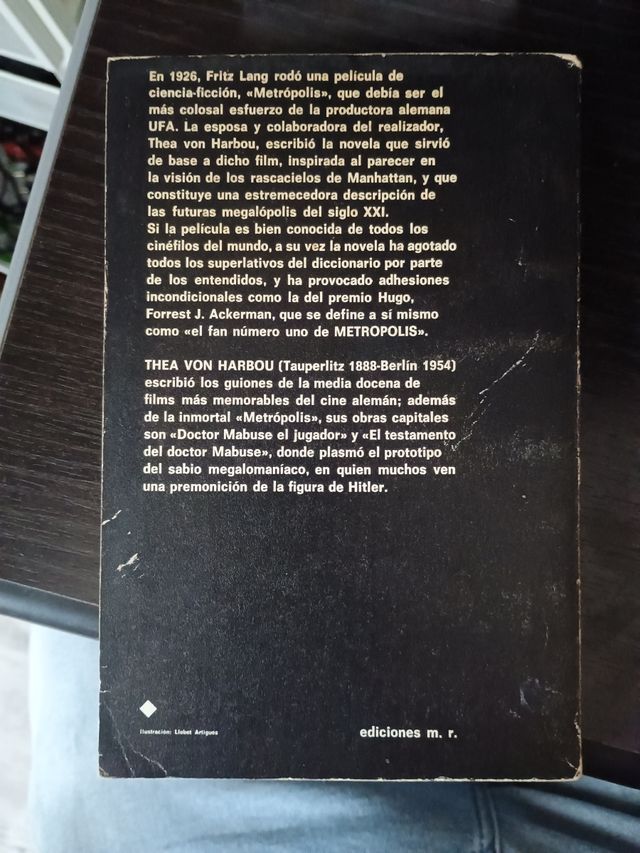 En 1926, Fritz Lang rodó una película de
ciencia-ficción, «Metrópolis», que debía ser el
más colosal esfuerzo de la productora alemana
UFA. La esposa y colaboradora del realizador,
Thea von Harbou, escribió la novela que sirvió
de base a dicho film, inspirada al parecer en
la visión de los rascacielos de Manhattan, y que
constituye una estremecedora descripción de
las futuras megalópolis del siglo XXI.
Si la película es bien conocida de todos los
cinéfilos del mundo, a su vez la novela ha agotado
todos los superlativos del diccionario por parte
de los entendidos, y ha provocado adhesiones
incondicionales como la del premio Hugo,
Forrest J. Ackerman, que se define a sí mismo
como «el fan número uno de METROPOLIS».
THEA VON HARBOU (Tauperlitz 1888-Berlín 1954)
escribió los guiones de la media docena de
films más memorables del cine alemán; además
de la inmortal «Metrópolis», sus obras capitales
son «Doctor Mabuse el jugador» y «El testamento
del doctor Mabuse», donde plasmó el prototipo
del sabio megalomaníaco, en quien muchos ven
una premonición de la figura de Hitler.
Ilustración: Llobet Artigues
ediciones m. r.